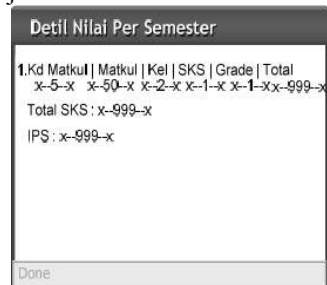 Detil Nilai Per Semester
1.Kd Matkul | Matkul | Kel | SKS | Grade | Total
x--5--x x--50--x x--2--x x--1--x x--1--x x--999--x
Total SKS : x--999--x
IPS : x--999--x
Done